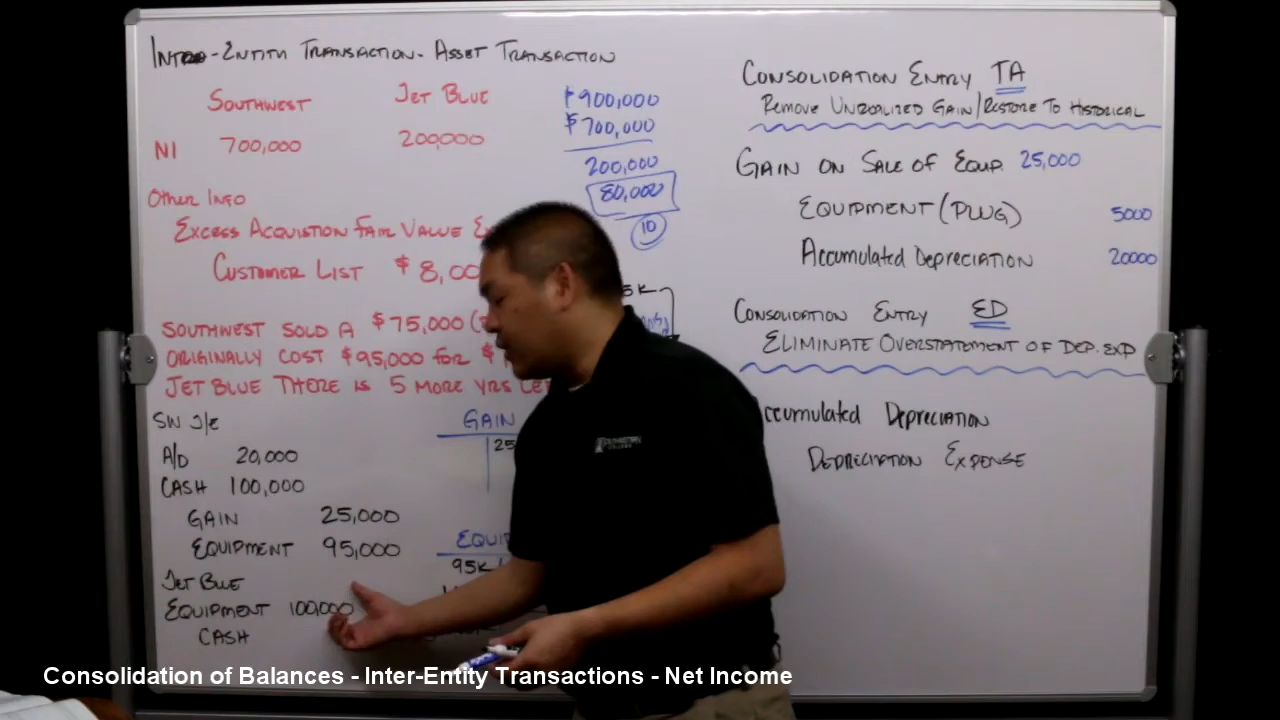 Entity Transaction - Asset Transaction
Southwest
Jet Blue
NI 700,000 200,000
900,000
$700,000
200,000
80,000
10
Other Info
Excess Acquistion Fair Value
Customer List $8,00
Southwest sold a $75,000
originally cost $95,000 for $
Jet Blue there is 5 more yrs
SW J/E
A/D 20,000
Cash 100,000
Gain 25,000
Equipment 95,000
Jet Blue
Equipment 100,000
Cash
Gain
25
Equi
95K
5K
Consolidation Entry TA
Remove Unrealized Gain/Restore To Historical
Gain on Sale of Equip. 25,000
Equipment (Plug) 5000
Accumulated Depreciation 20000
Consolidation Entry ED
Eliminate Overstatement of Dep. Exp
ccumulated Depreciation
Depreciation Expense
Consolidation of Balances - Inter-Entity Transactions - Net Income